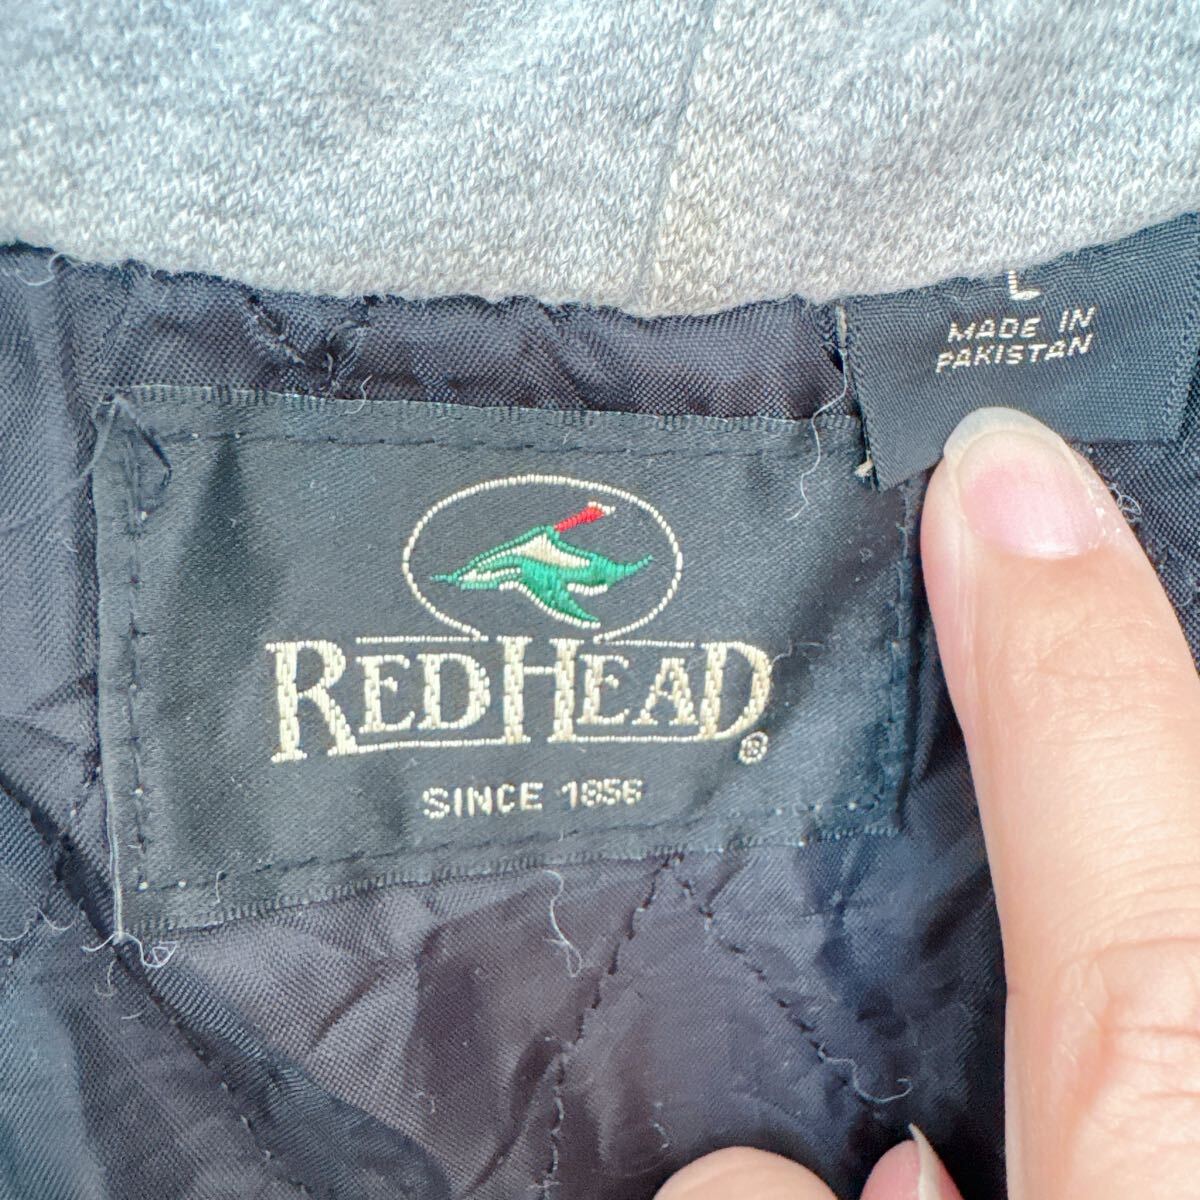 L
MADE IN
PAKISTAN
REDHEAD®
SINCE 1856